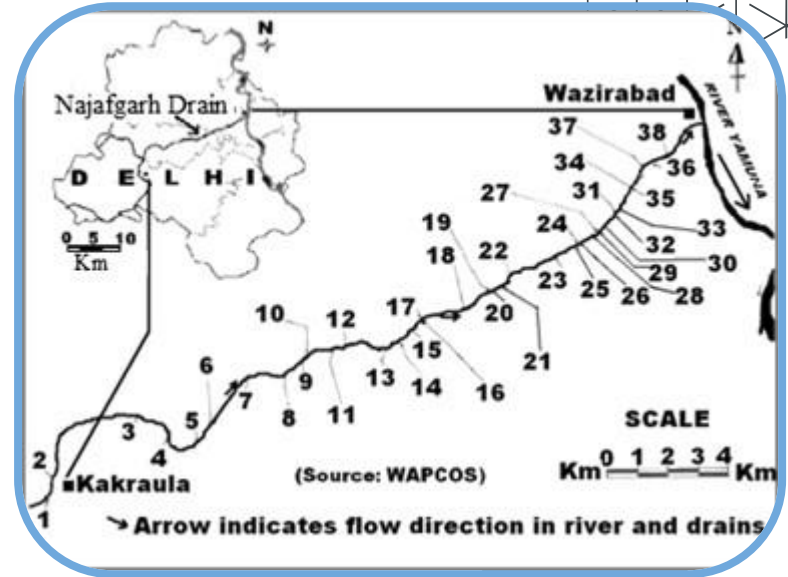 N
Najafgarh Drain
D E L H I
0 5 10
Km
N
Wazirabad
RIVER YAMUNA
37
38
34
36
31
35
27
33
24
32
19
22
30
18
23
29
25
26
28
20
17
21
10
12
15
16
13
14
6
9
11
7
8
5
3
4
2
Kakraula
1
(Source: WAPCOS)
SCALE
Km 0 1 2 3 4 Km
Arrow indicates flow direction in river and drains